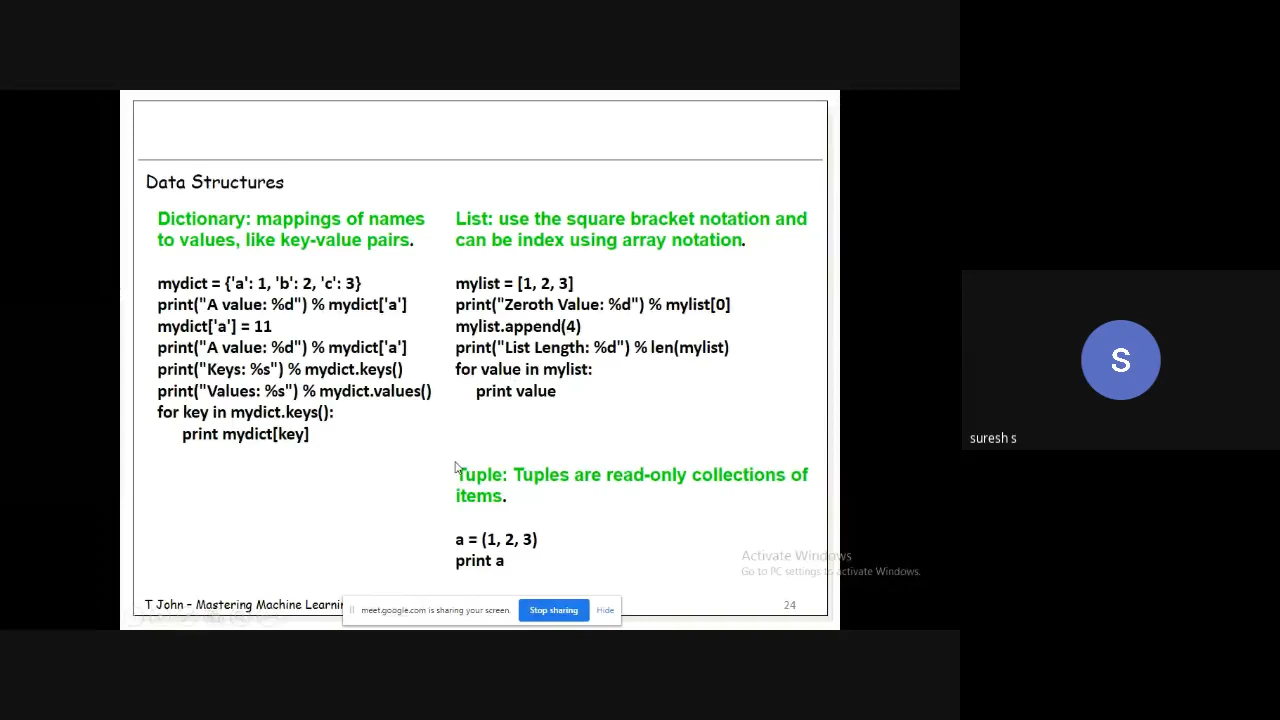 Data Structures
Dictionary: mappings of names
to values, like key-value pairs.
mydict = {'a': 1, 'b': 2, 'c': 3}
print("A value: %d") % mydict['a']
mydict['a'] = 11
print("A value: %d") % mydict['a']
print("Keys: %s") % mydict.keys()
print("Values: %s") % mydict.values()
for key in mydict.keys():
print mydict[key]
List: use the square bracket notation and
can be index using array notation.
mylist = [1, 2, 3]
print("Zeroth Value: %d") % mylist[0]
mylist.append(4)
print("List Length: %d") % len(mylist)
for value in mylist:
print value
Tuple: Tuples are read-only collections of
items.
a = (1, 2, 3)
print a
Activate Windows
Go to PC settings to activate Windows.
T John – Mastering Machine Learnin
meet.google.com is sharing your screen.
Stop sharing
Hide
24
S
suresh s